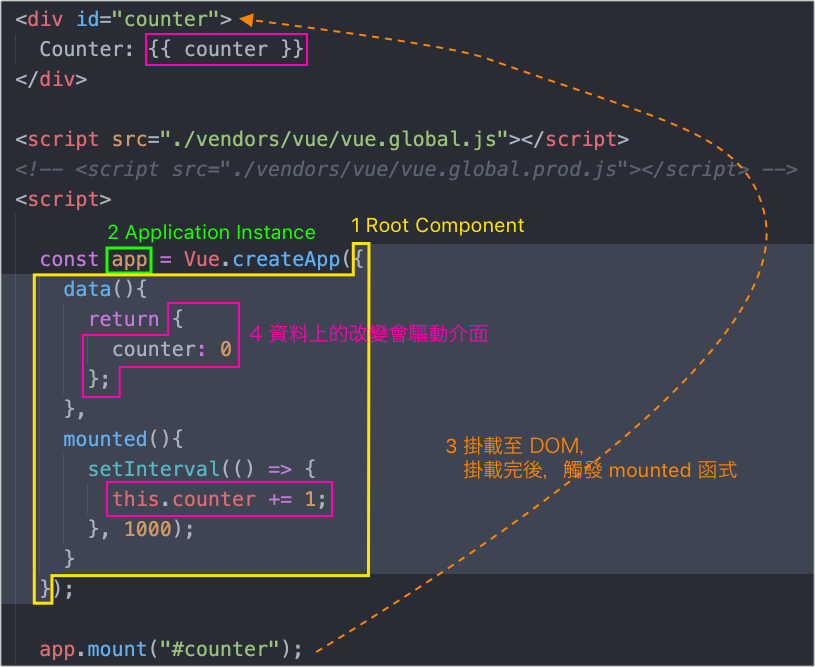 <div id="counter">
Counter: {{ counter }}
</div>
<script src="./vendors/vue/vue.global.js"></script>
<!-- <script src="./vendors/vue/vue.global.prod.js"></script> -->
<script>
2 Application Instance
1 Root Component
const app = Vue.createApp({
data(){
return {
4 資料上的改變會驅動介面
counter: 0
};
},
mounted(){
3 掛載至 DOM,
掛載完後，觸發 mounted 函式
setInterval(() => {
this.counter += 1;
}, 1000);
}
});
app.mount("#counter");